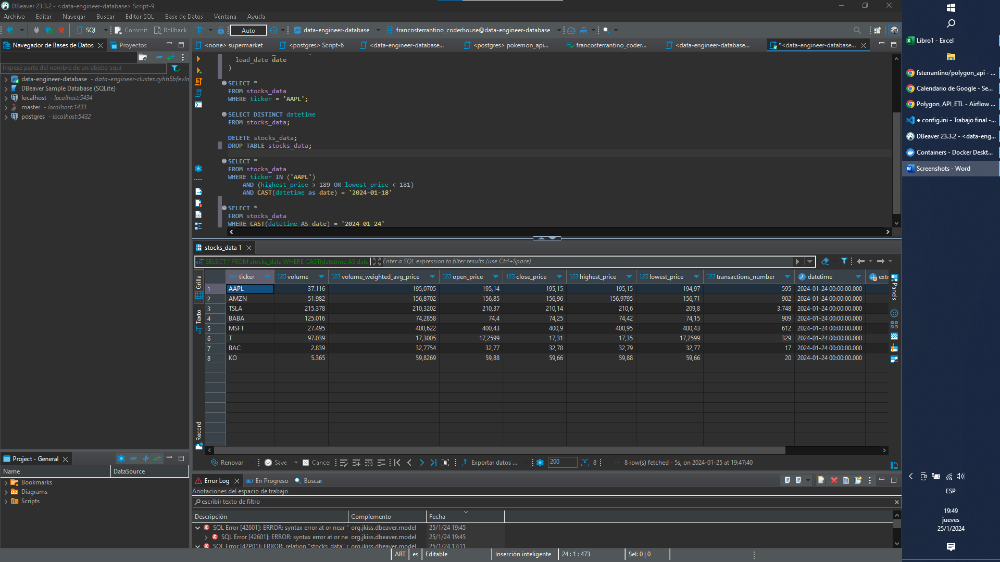 DBeaver 23.3.2 - <data-engineer-database> Script-9
Archivo Editar Navegar Buscar Editor SQL Base de Datos Ventana Ayuda
SQL Commit Rollback Auto data-engineer-database francosterrantino_coderhouse@data-engineer-database
Navegador de Bases de Datos Proyectos
Ingrese parte del nombre de un objeto aquí
data-engineer-database - data-engineer-cluster.cyhh5bfevln
DBeaver Sample Database (SQLite)
localhost - localhost:5434
master - localhost:1433
postgres - localhost:5432
<none> supermarket <postgres> Script-6 <data-engineer-database... <postgres> pokemon_api... francosterrantino_coder... <data-engineer-database... *<data-engineer-database...
load_date date
)
SELECT *
FROM stocks_data
WHERE ticker = 'AAPL';
SELECT DISTINCT datetime
FROM stocks_data;
DELETE stocks_data;
DROP TABLE stocks_data;
SELECT *
FROM stocks_data
WHERE ticker IN ('AAPL')
AND (highest_price > 189 OR lowest_price < 181)
AND CAST(datetime as date) = '2024-01-18'
SELECT *
FROM stocks_data
WHERE CAST(datetime AS date) = '2024-01-24'
stocks_data 1
SELECT * FROM stocks_data WHERE CAST(datetime AS date Enter a SQL expression to filter results (use Ctrl+Space)
Grilla
Texto
Record
ABC ticker 123 volume 123 volume_weighted_avg_price 123 open_price 123 close_price 123 highest_price 123 lowest_price 123 transactions_number datetime extr
1 AAPL 37.116 195,0705 195,14 195,15 195,15 194,97 595 2024-01-24 00:00:00.000
2 AMZN 51.982 156,8702 156,85 156,96 156,9795 156,71 902 2024-01-24 00:00:00.000
3 TSLA 215.378 210,3202 210,37 210,14 210,6 209,8 3.748 2024-01-24 00:00:00.000
4 BABA 125.016 74,2858 74,4 74,25 74,42 74,15 909 2024-01-24 00:00:00.000
5 MSFT 27.495 400,622 400,43 400,9 400,95 400,43 612 2024-01-24 00:00:00.000
6 T 97.039 17,3005 17,2599 17,31 17,35 17,2599 329 2024-01-24 00:00:00.000
7 BAC 2.839 32,7754 32,77 32,78 32,79 32,77 17 2024-01-24 00:00:00.000
8 KO 5.365 59,8269 59,88 59,66 59,88 59,66 20 2024-01-24 00:00:00.000
Panels
Renovar Save Cancel Exportar datos ... 200 8 8 row(s) fetched - 5s, on 2024-01-25 at 19:47:40
Project - General
Name DataSource
Bookmarks
Diagrams
Scripts
Error Log En Progreso Buscar
Anotaciones del espacio de trabajo
escribir texto de filtro
Descripción Complemento Fecha
SQL Error [42601]: ERROR: syntax error at or near " org.jkiss.dbeaver.model 25/1/24 19:45
SQL Error [42601]: ERROR: syntax error at or ne org.jkiss.dbeaver.model 25/1/24 19:45
SQL Error [42P01]: ERROR: relation "stocks_data" org.jkiss.dbeaver.model 25/1/24 17:11
ART es Editable Inserción inteligente 24 : 1 : 473 Sel: 0 | 0
Libro1 - Excel
fsterrantino/polygon_api - ...
Calendario de Google - Se...
Polygon_API_ETL - Airflow ...
● config.ini - Trabajo final -...
DBeaver 23.3.2 - <data-eng...
Containers - Docker Deskt...
Screenshots - Word
ESP
19:49
jueves
25/1/2024